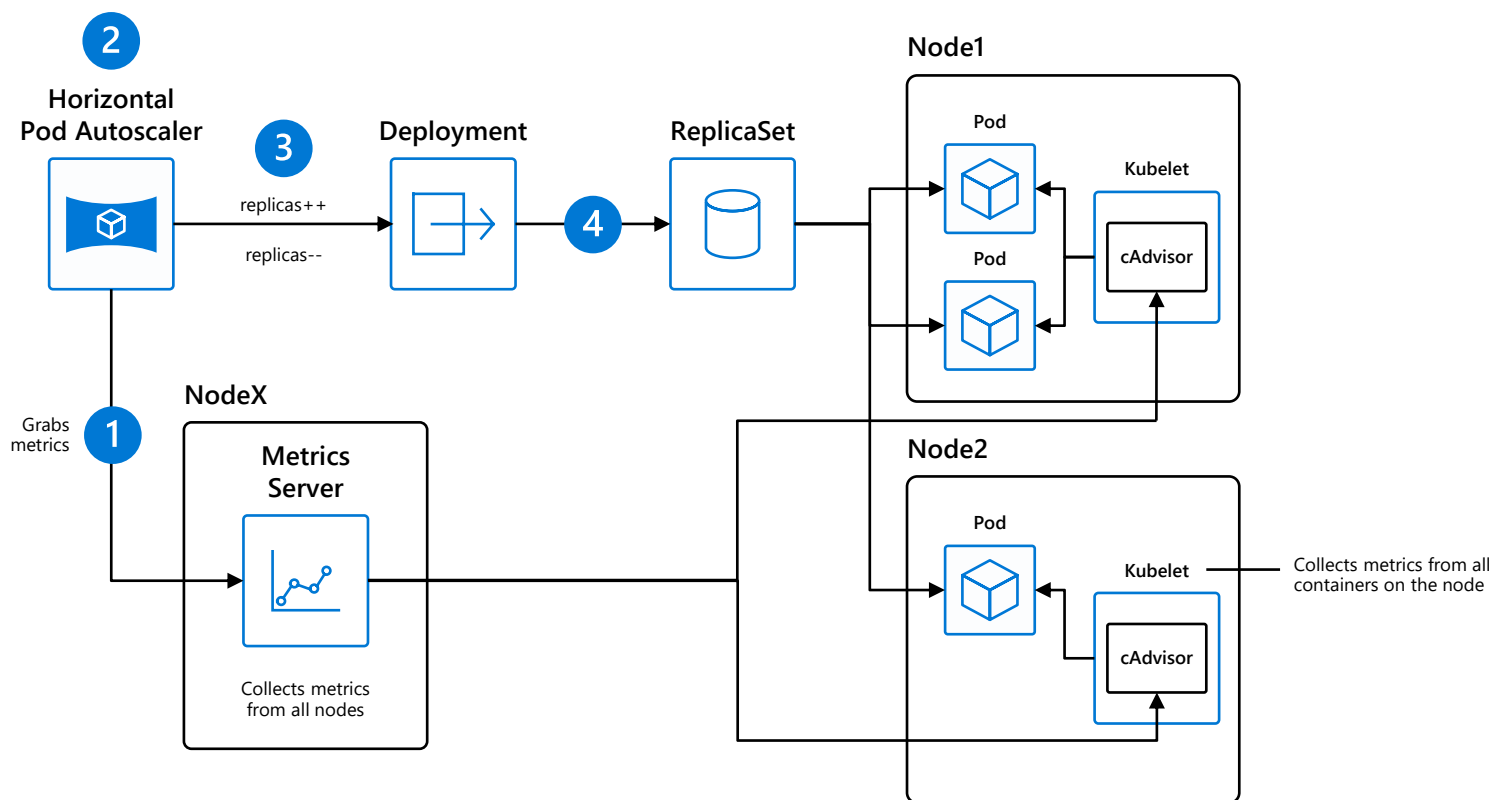 2
Horizontal
Pod Autoscaler
3
replicas++
replicas--
Deployment
4
ReplicaSet
Node1
Pod
Pod
Kubelet
cAdvisor
Grabs
metrics
1
NodeX
Metrics
Server
Collects metrics
from all nodes
Node2
Pod
Kubelet
cAdvisor
Collects metrics from all
containers on the node